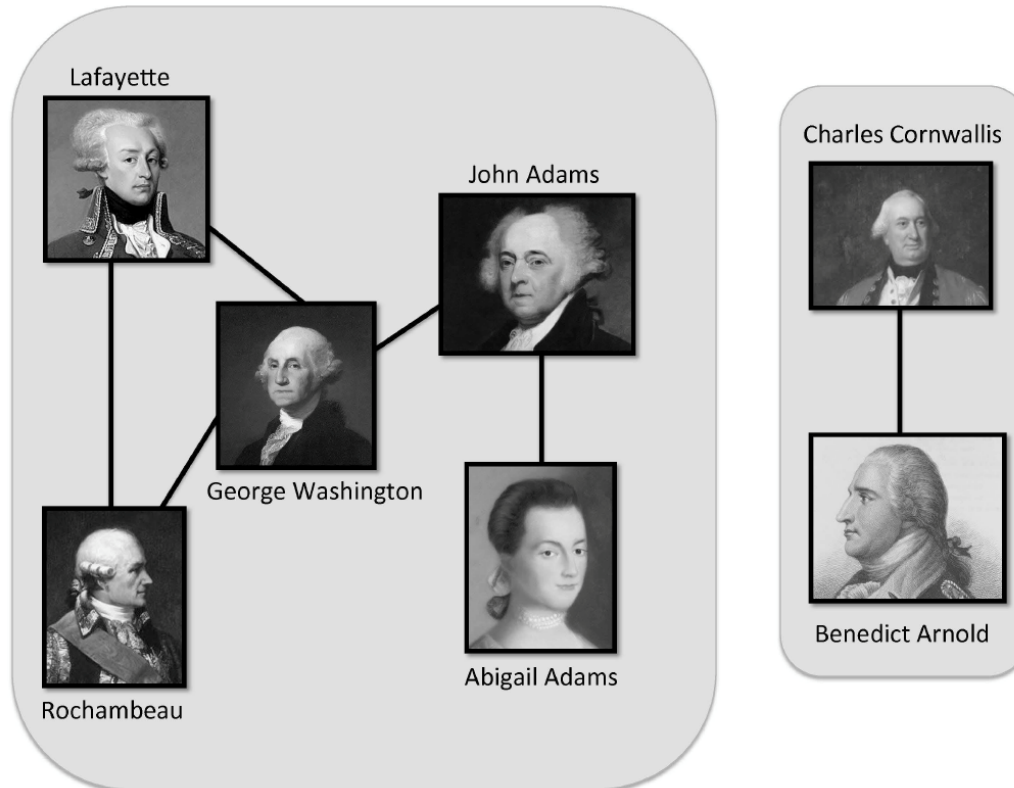 Lafayette
John Adams
George Washington
Rochambeau
Abigail Adams
Charles Cornwallis
Benedict Arnold